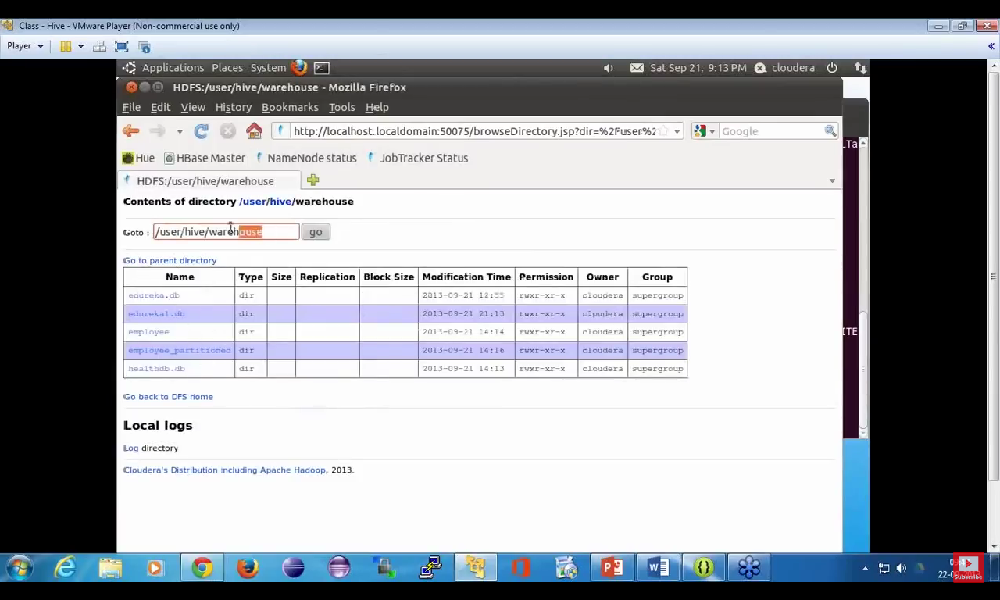 Class - Hive - VMware Player (Non-commercial use only)
Player
Applications Places System Sat Sep 21, 9:13 PM cloudera
HDFS:/user/hive/warehouse - Mozilla Firefox
File Edit View History Bookmarks Tools Help
http://localhost.localdomain:50075/browseDirectory.jsp?dir=%2Fuser%2 Google
Hue HBase Master NameNode status JobTracker Status
HDFS:/user/hive/warehouse
Contents of directory /user/hive/warehouse
Goto : /user/hive/warehouse go
Go to parent directory
Name Type Size Replication Block Size Modification Time Permission Owner Group
edureka.db dir 2013-09-21 12:55 rwxr-xr-x cloudera supergroup
edureka1.db dir 2013-09-21 21:13 rwxr-xr-x cloudera supergroup
employee dir 2013-09-21 14:14 rwxr-xr-x cloudera supergroup
employee_partitioned dir 2013-09-21 14:16 rwxr-xr-x cloudera supergroup
healthdb.db dir 2013-09-21 14:13 rwxr-xr-x cloudera supergroup
Go back to DFS home
Local logs
Log directory
Cloudera's Distribution including Apache Hadoop, 2013.
Subscribe